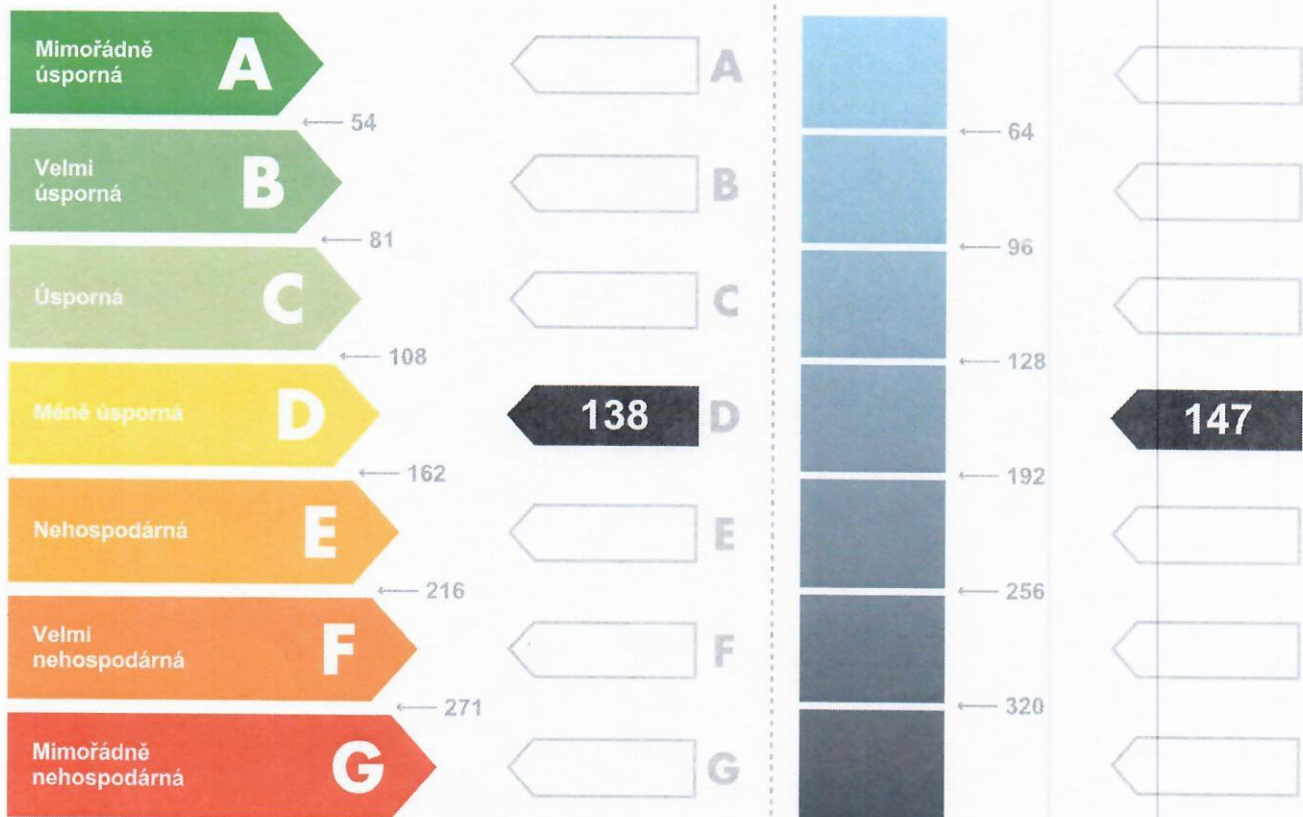 Mimořádně
úsporná
A
A
← 54
← 64
Velmi
úsporná
B
B
← 81
← 96
Úsporná
C
C
← 108
← 128
Méně úsporná
D
138
D
147
← 162
← 192
Nehospodárná
E
E
← 216
← 256
Velmi
nehospodárná
F
F
← 271
← 320
Mimořádně
nehospodárná
G
G